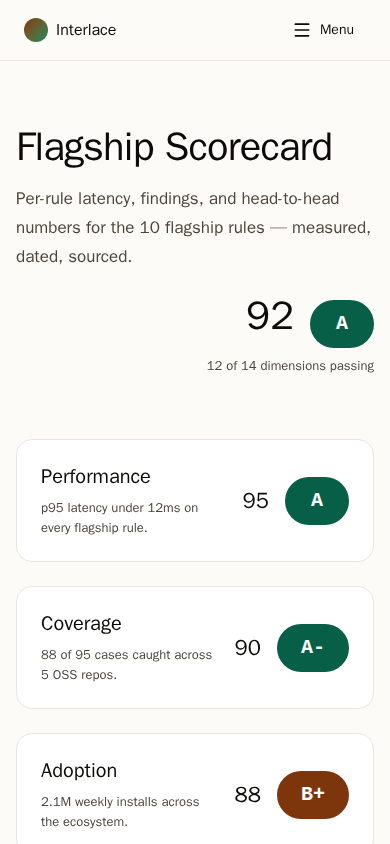 Interlace
Menu
Flagship Scorecard
Per-rule latency, findings, and head-to-head
numbers for the 10 flagship rules — measured,
dated, sourced.
92 A
12 of 14 dimensions passing
Performance
p95 latency under 12ms on
every flagship rule.
95 A
Coverage
88 of 95 cases caught across
5 OSS repos.
90 A-
Adoption
2.1M weekly installs across
the ecosystem.
88 B+